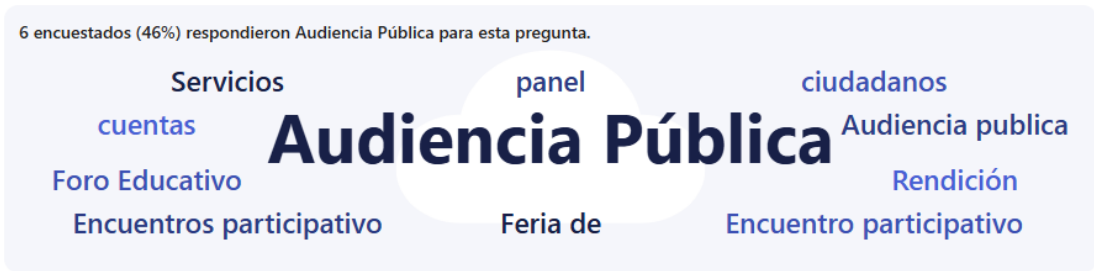 6 encuestados (46%) respondieron Audiencia Pública para esta pregunta.
Servicios panel ciudadanos
cuentas Audiencia Pública Audiencia publica
Foro Educativo Rendición
Encuentros participativo Feria de Encuentro participativo